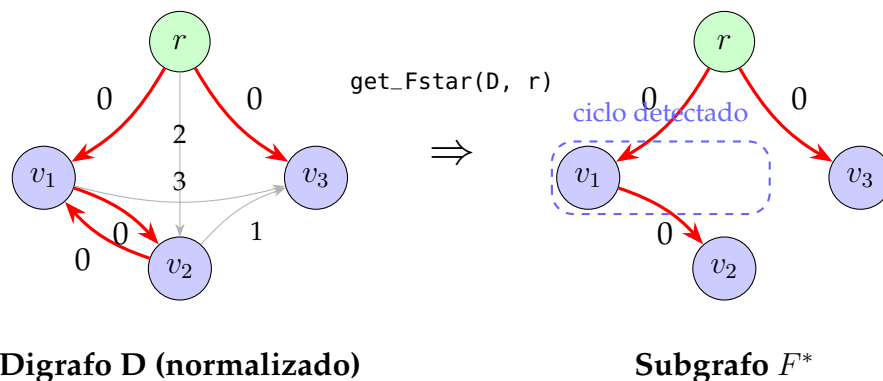 r
r
0
0
get_Fstar(D, r)
0
0
ciclo detectado
2
⇒
3
v₁
v₃
v₁
v₃
0
1
0
0
v₂
v₂
Digrafo D (normalizado)
Subgrafo F*